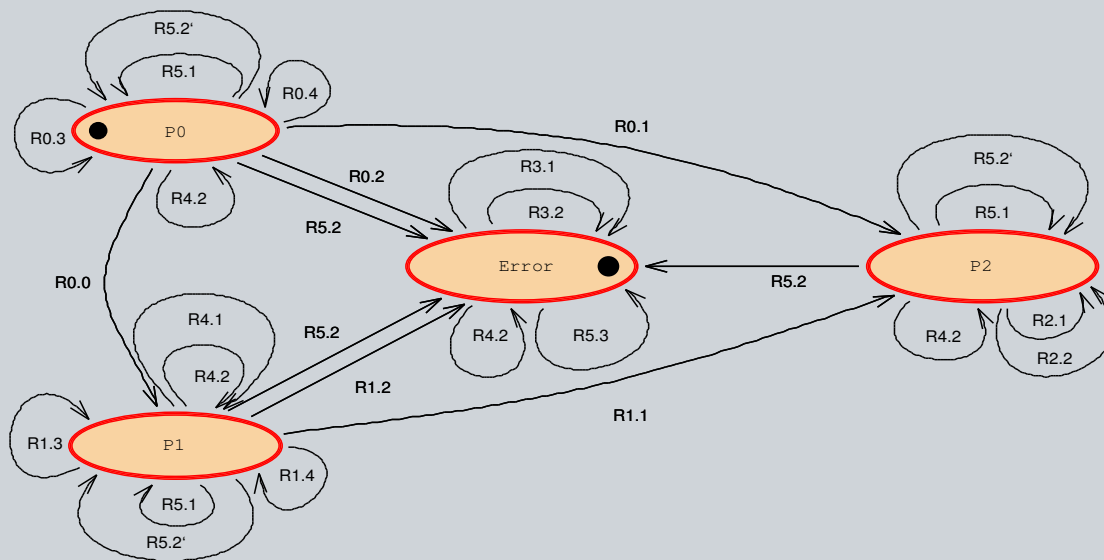 R5.2‘
R5.1
R0.4
R0.3
P0
R4.2
R0.1
R0.2
R5.2
R3.1
R3.2
R5.2‘
R5.1
Error
P2
R0.0
R5.2
R4.1
R4.2
R5.2
R1.2
R4.2
R5.3
R4.2
R2.1
R2.2
R1.1
R1.3
P1
R1.4
R5.1
R5.2‘